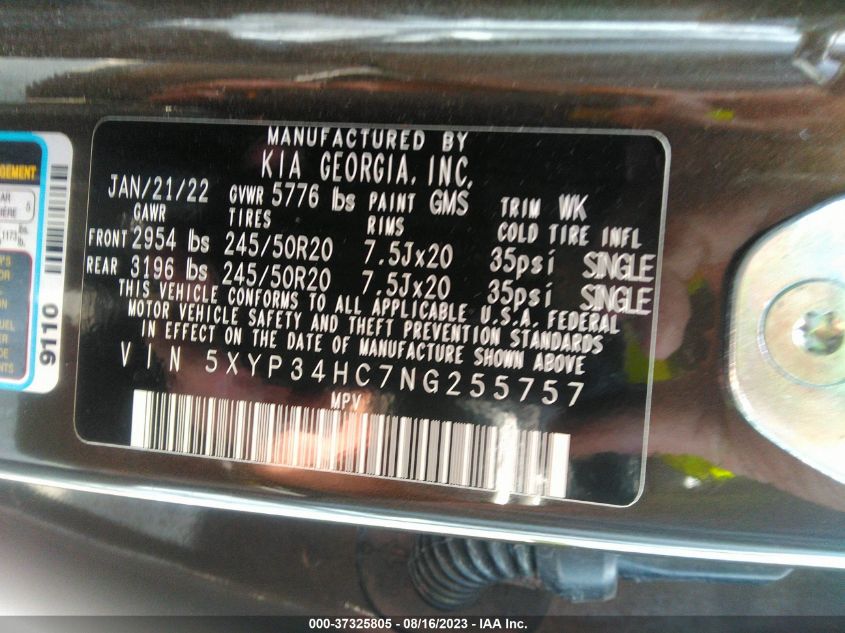 MANUFACTURED BY
KIA GEORGIA, INC.
JAN/21/22 GVWR 5776 lbs PAINT GMS TRIM WK
GAWR TIRES RIMS COLD TIRE INFL
FRONT 2954 lbs 245/50R20 7.5Jx20 35psi SINGLE
REAR 3196 lbs 245/50R20 7.5Jx20 35psi SINGLE
THIS VEHICLE CONFORMS TO ALL APPLICABLE U.S.A. FEDERAL
MOTOR VEHICLE SAFETY AND THEFT PREVENTION STANDARDS
IN EFFECT ON THE DATE OF MANUFACTURE SHOWN ABOVE
VIN 5XYP34HC7NG255757
MPV
9110
000-37325805 - 08/16/2023 - IAA Inc.